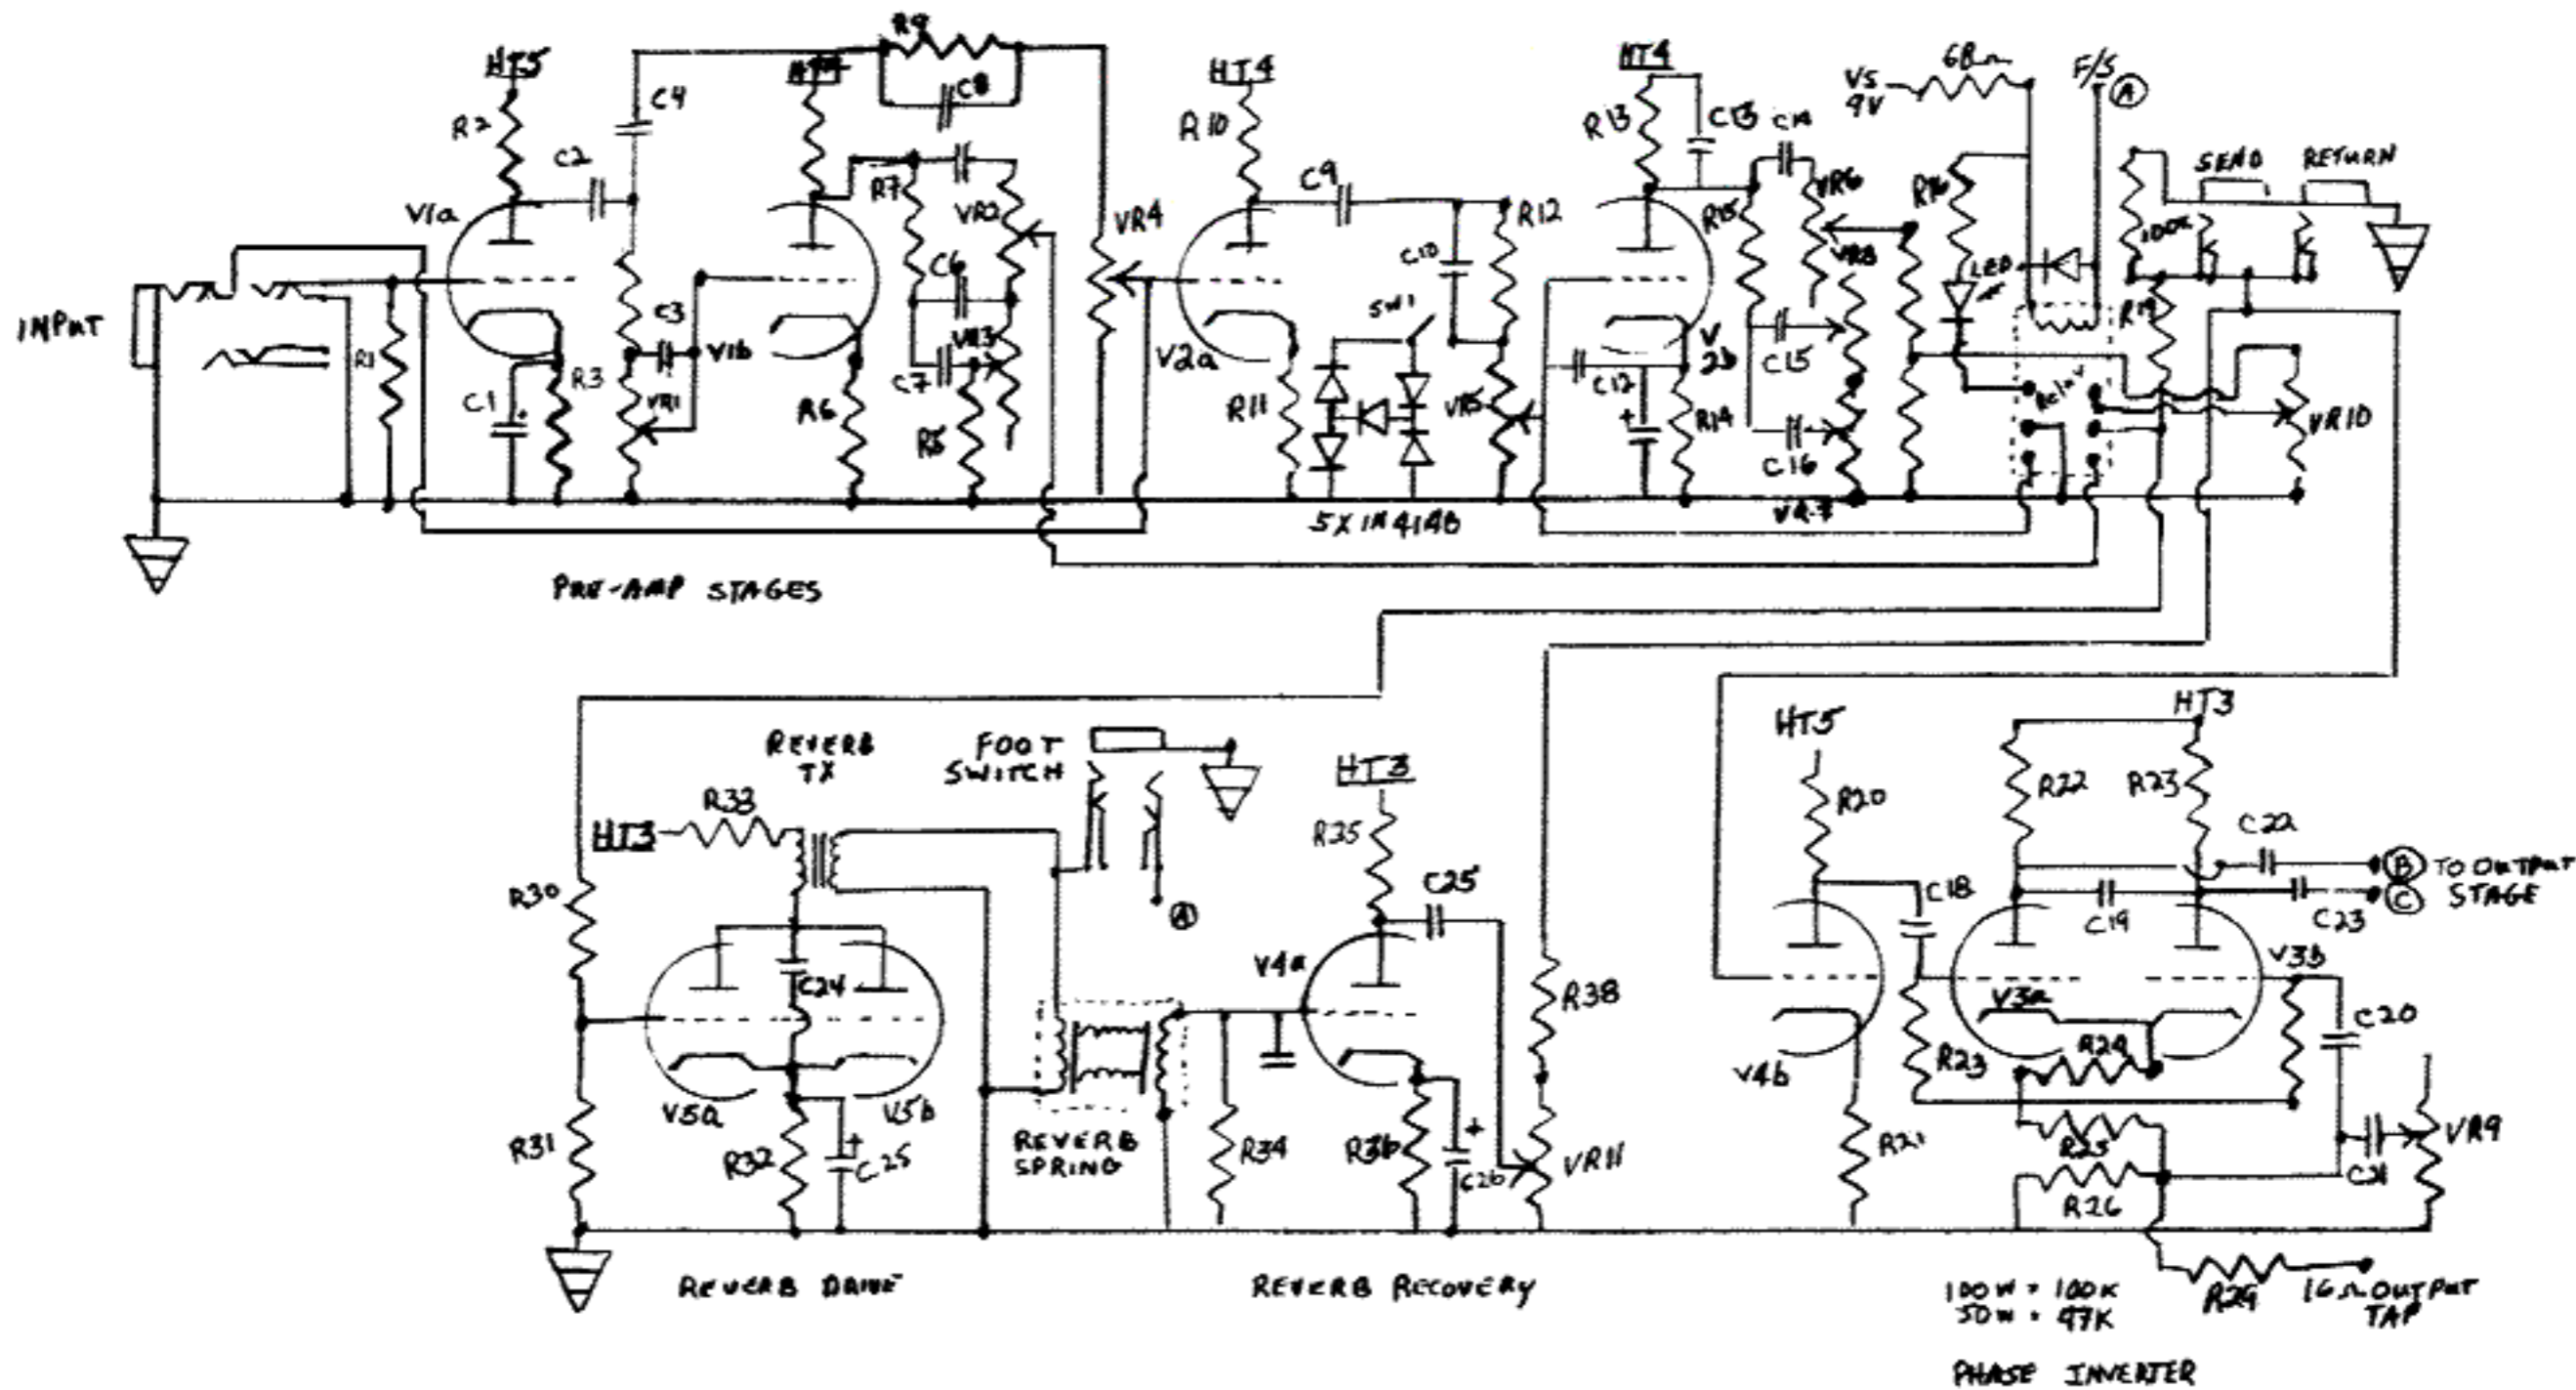 R9
HT5
HT4
C8
C4
R2
C2
V1a
R7
VR2
C6
VR3
C7
R5
R6
C3
V1b
VR1
R3
C1
R1
INPUT
VR4
HT4
R10
V2a
R11
C9
C10
R12
SW1
VR5
5X1N4148
HT4
R13
C13
C14
VR6
R15
VR8
C15
C16
VR7
C12
V
2b
R14
V5
9V
68Ω
F/S
A
R16
LED
Relay
100K
R19
SEND
RETURN
VR10
PRE-AMP STAGES
REVERB
TX
FOOT
SWITCH
A
HT3
R33
R30
R31
C24
V5a
V5b
R32
C25
REVERB
SPRING
HT3
R35
C25
V4a
R34
R36
C26
R38
VR11
HT5
R20
C18
V4b
R21
HT3
R22
R23
C22
B TO OUTPUT
C STAGE
C19
C23
V3a
V3b
R24
R23
C20
R25
R26
C21
VR9
R29
16Ω OUTPUT
TAP
100W = 100K
50W = 47K
REVERB DRIVE
REVERB RECOVERY
PHASE INVERTER